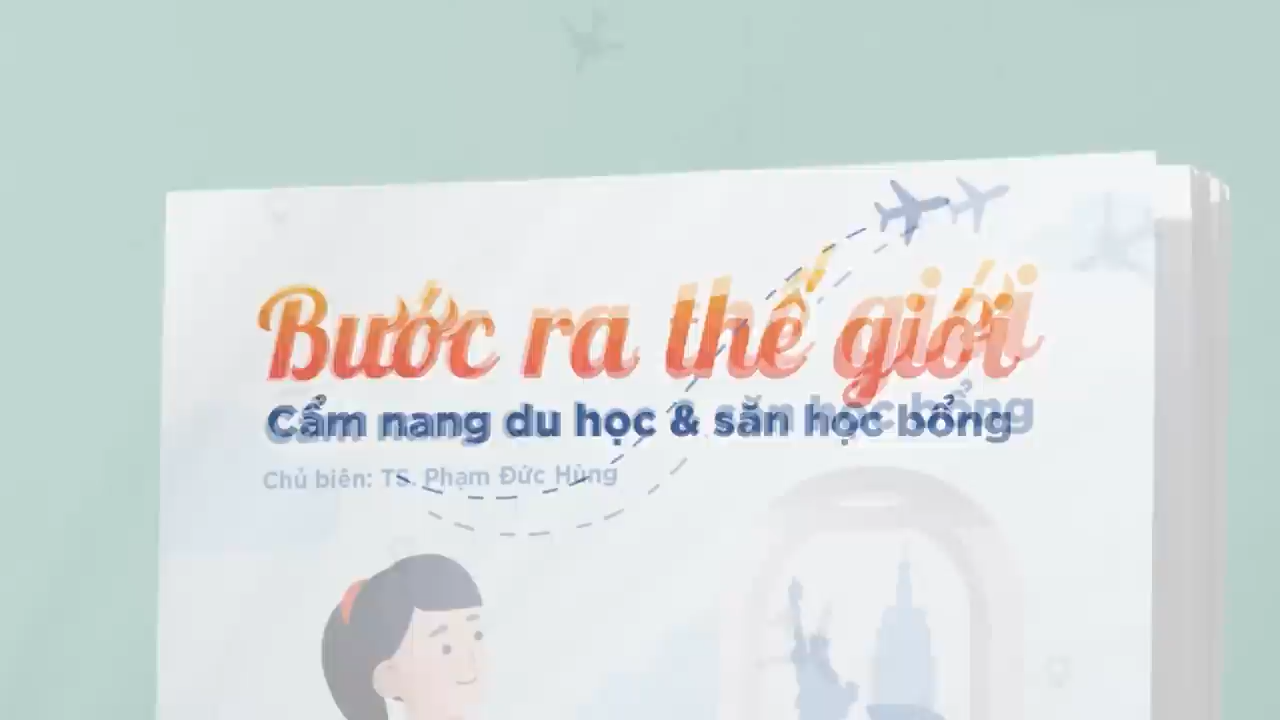 Bước ra thế giới
Cẩm nang du học & săn học bổng
Chủ biên: TS. Phạm Đức Hùng